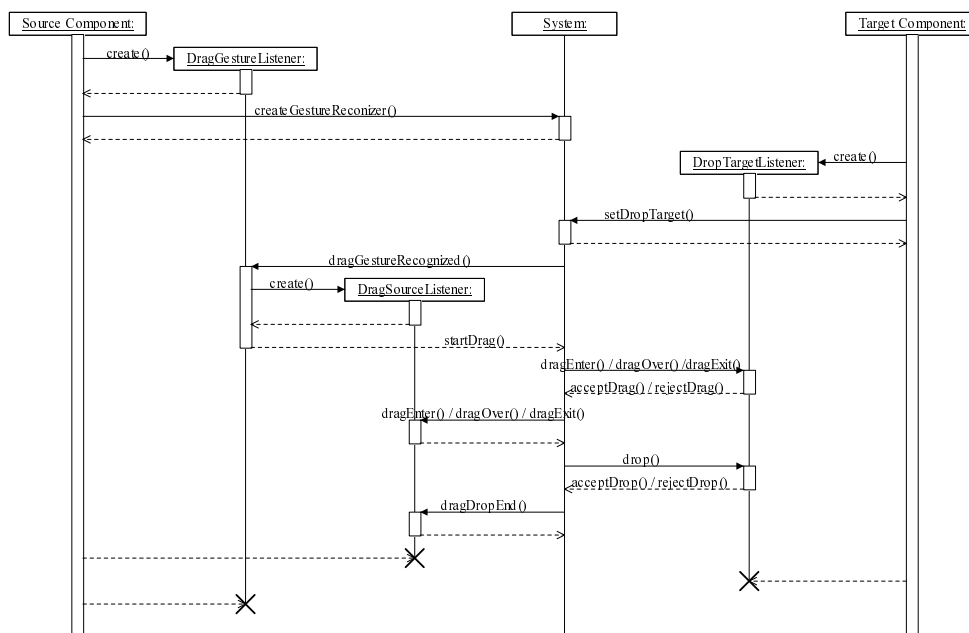 Source Component:
System:
Target Component:
create()
DragGestureListener:
createGestureReconizer()
DropTargetListener:
create()
setDropTarget()
dragGestureRecognized()
create()
DragSourceListener:
startDrag()
dragEnter() / dragOver() /dragExit()
acceptDrag() / rejectDrag()
dragEnter() / dragOver() / dragExit()
drop()
acceptDrop() / rejectDrop()
dragDropEnd()